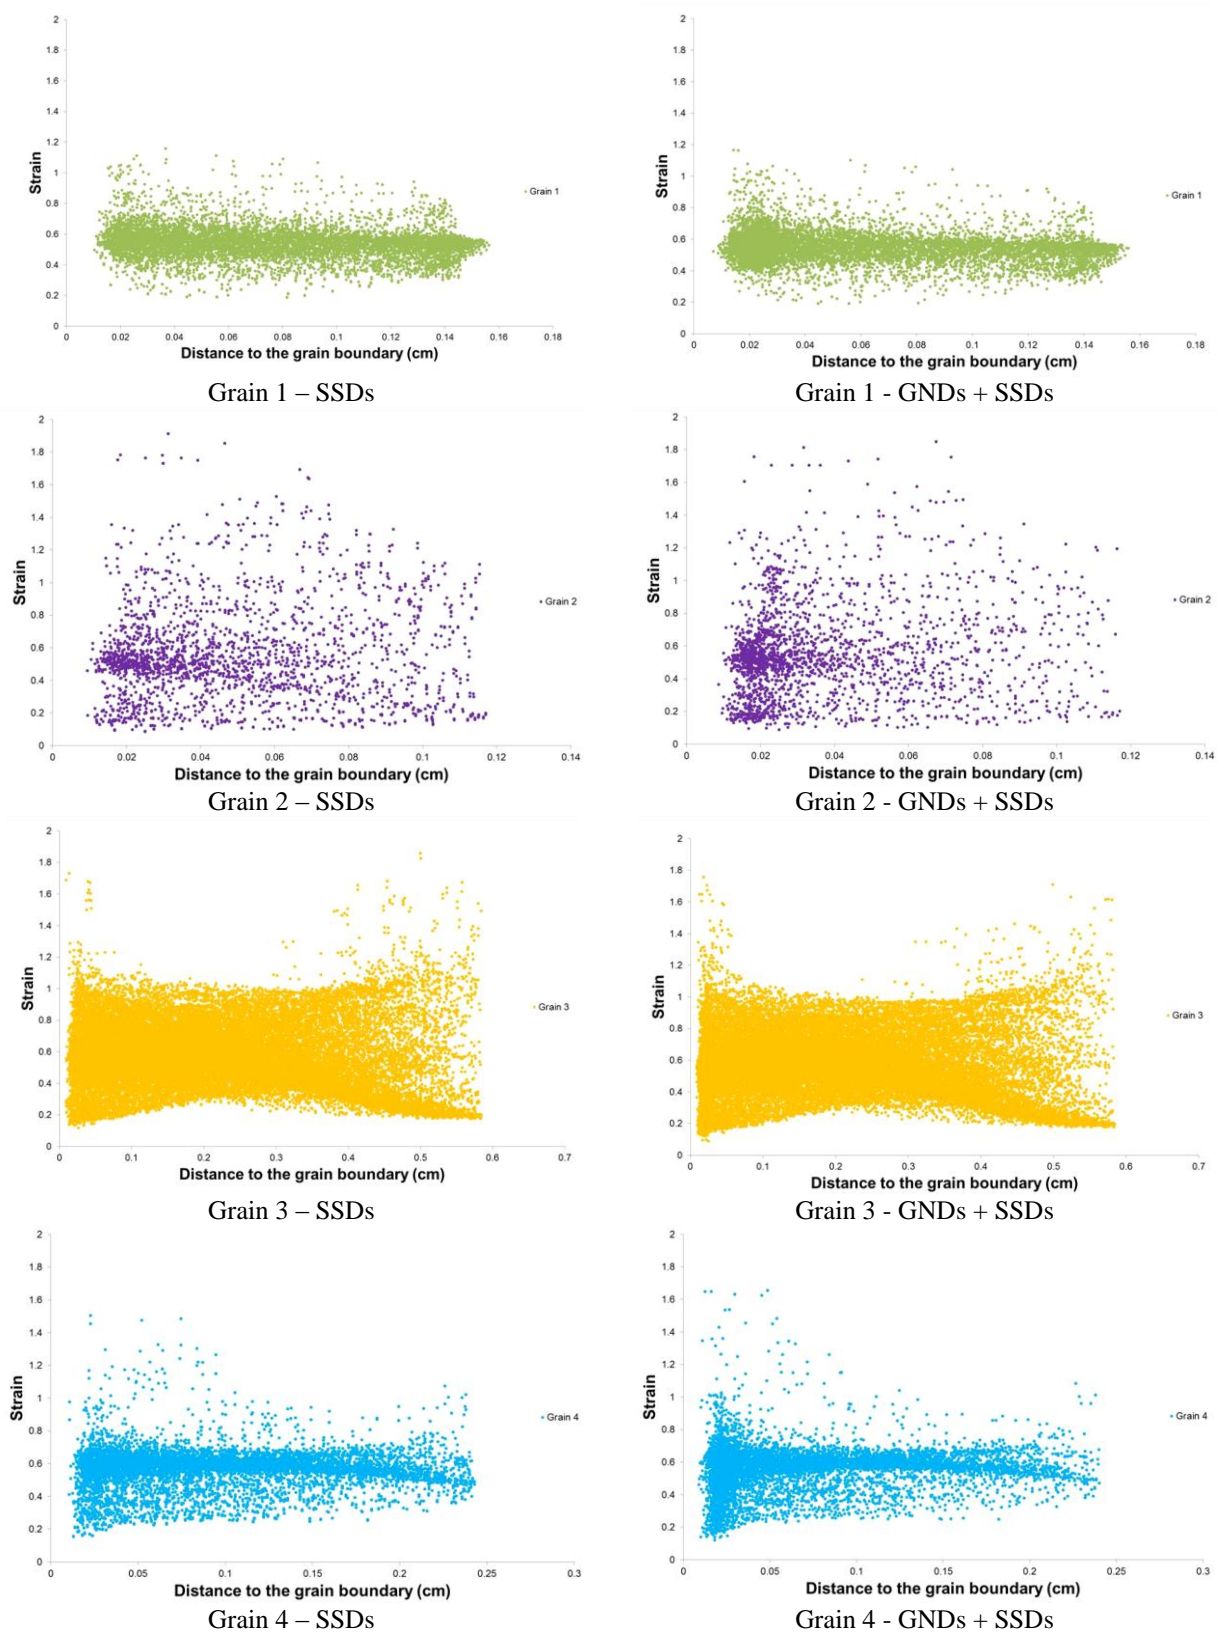 2
1.8
1.6
1.4
1.2
1
0.8
0.6
0.4
0.2
0
Strain
0 0.02 0.04 0.06 0.08 0.1 0.12 0.14 0.16 0.18
Distance to the grain boundary (cm)
Grain 1
Grain 1 – SSDs
2
1.8
1.6
1.4
1.2
1
0.8
0.6
0.4
0.2
0
Strain
0 0.02 0.04 0.06 0.08 0.1 0.12 0.14 0.16 0.18
Distance to the grain boundary (cm)
Grain 1
Grain 1 - GNDs + SSDs
2
1.8
1.6
1.4
1.2
1
0.8
0.6
0.4
0.2
0
Strain
0 0.02 0.04 0.06 0.08 0.1 0.12 0.14
Distance to the grain boundary (cm)
Grain 2
Grain 2 – SSDs
2
1.8
1.6
1.4
1.2
1
0.8
0.6
0.4
0.2
0
Strain
0 0.02 0.04 0.06 0.08 0.1 0.12 0.14
Distance to the grain boundary (cm)
Grain 2
Grain 2 - GNDs + SSDs
2
1.8
1.6
1.4
1.2
1
0.8
0.6
0.4
0.2
0
Strain
0 0.1 0.2 0.3 0.4 0.5 0.6 0.7
Distance to the grain boundary (cm)
Grain 3
Grain 3 – SSDs
2
1.8
1.6
1.4
1.2
1
0.8
0.6
0.4
0.2
0
Strain
0 0.1 0.2 0.3 0.4 0.5 0.6 0.7
Distance to the grain boundary (cm)
Grain 3
Grain 3 - GNDs + SSDs
2
1.8
1.6
1.4
1.2
1
0.8
0.6
0.4
0.2
0
Strain
0 0.05 0.1 0.15 0.2 0.25 0.3
Distance to the grain boundary (cm)
Grain 4
Grain 4 – SSDs
2
1.8
1.6
1.4
1.2
1
0.8
0.6
0.4
0.2
0
Strain
0 0.05 0.1 0.15 0.2 0.25 0.3
Distance to the grain boundary (cm)
Grain 4
Grain 4 - GNDs + SSDs